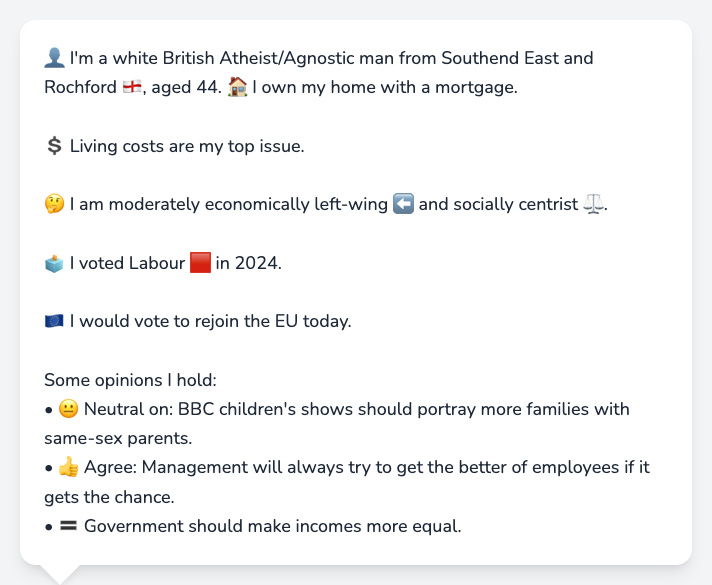 👤 I'm a white British Atheist/Agnostic man from Southend East and
Rochford 🏴󠁧󠁢󠁥󠁮󠁧󠁿, aged 44. 🏠 I own my home with a mortgage.
💲 Living costs are my top issue.
🤔 I am moderately economically left-wing ⬅️ and socially centrist ⚖️.
🗳️ I voted Labour 🟥 in 2024.
🇪🇺 I would vote to rejoin the EU today.
Some opinions I hold:
• 😐 Neutral on: BBC children's shows should portray more families with
same-sex parents.
• 👍 Agree: Management will always try to get the better of employees if it
gets the chance.
• 🟰 Government should make incomes more equal.